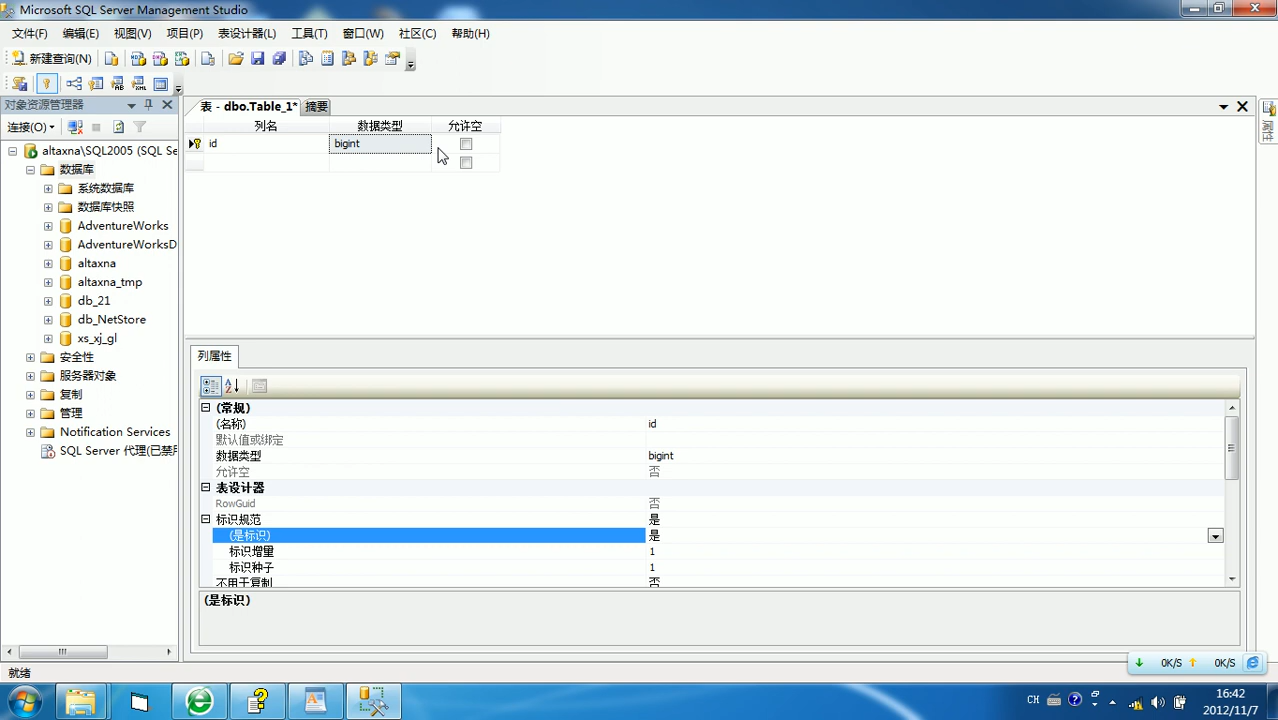 Microsoft SQL Server Management Studio
文件(F) 编辑(E) 视图(V) 项目(P) 表设计器(L) 工具(T) 窗口(W) 社区(C) 帮助(H)
新建查询(N)
对象资源管理器
连接(O)
altaxna\SQL2005 (SQL Se
数据库
系统数据库
数据库快照
AdventureWorks
AdventureWorksD
altaxna
altaxna_tmp
db_21
db_NetStore
xs_xj_gl
安全性
服务器对象
复制
管理
Notification Services
SQL Server 代理(已禁用
表 - dbo.Table_1* 摘要
列名 数据类型 允许空
id bigint
列属性
(常规)
(名称) id
默认值或绑定
数据类型 bigint
允许空 否
表设计器
RowGuid 否
标识规范 是
(是标识) 是
标识增量 1
标识种子 1
不用于复制 否
(是标识)
属性
就绪
0K/S 0K/S
CH
16:42
2012/11/7